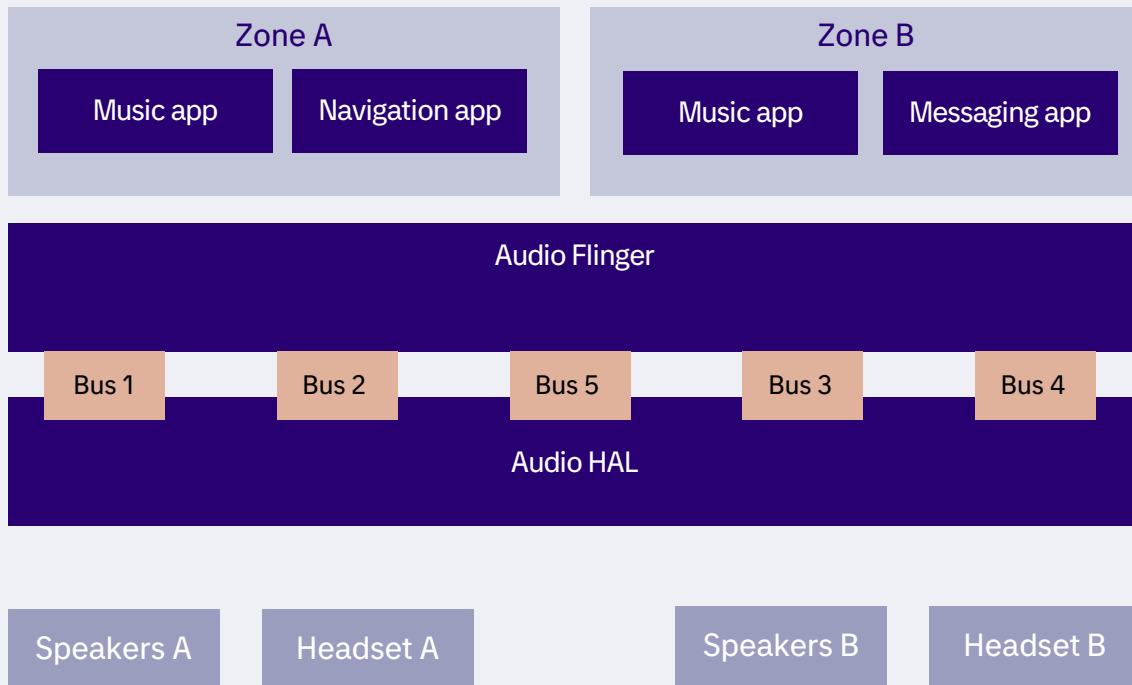 Zone A
Zone B
Music app
Navigation app
Music app
Messaging app
Audio Flinger
Bus 1
Bus 2
Bus 5
Bus 3
Bus 4
Audio HAL
Speakers A
Headset A
Speakers B
Headset B